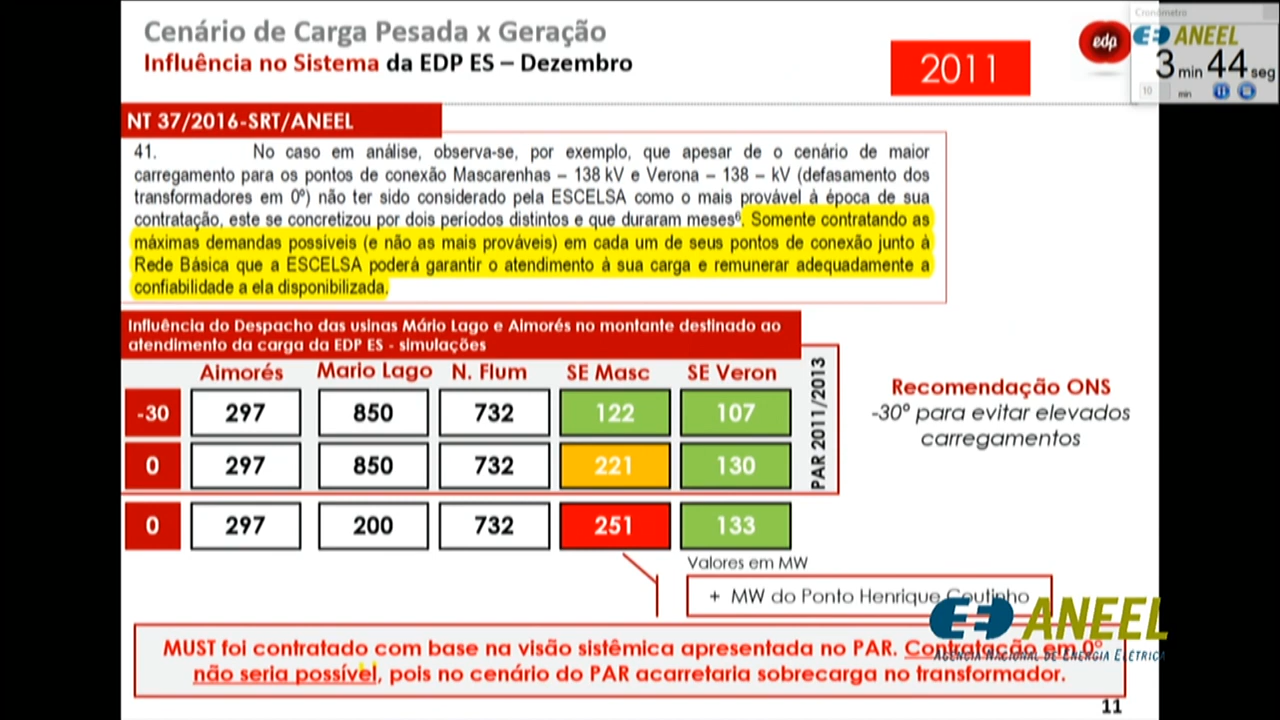 Cenário de Carga Pesada x Geração
Influência no Sistema da EDP ES – Dezembro
2011
edp
ANEEL
Cronômetro
3 min 44 seg
10 min
NT 37/2016-SRT/ANEEL
41. No caso em análise, observa-se, por exemplo, que apesar de o cenário de maior
carregamento para os pontos de conexão Mascarenhas – 138 kV e Verona – 138 – kV (defasamento dos
transformadores em 0º) não ter sido considerado pela ESCELSA como o mais provável à época de sua
contratação, este se concretizou por dois períodos distintos e que duraram meses⁶. Somente contratando as
máximas demandas possíveis (e não as mais prováveis) em cada um de seus pontos de conexão junto à
Rede Básica que a ESCELSA poderá garantir o atendimento à sua carga e remunerar adequadamente a
confiabilidade a ela disponibilizada.
Influência do Despacho das usinas Mário Lago e Aimorés no montante destinado ao
atendimento da carga da EDP ES - simulações
Aimorés Mario Lago N. Flum SE Masc SE Veron
-30 297 850 732 122 107
0 297 850 732 221 130
0 297 200 732 251 133
PAR 2011/2013
Recomendação ONS
-30º para evitar elevados
carregamentos
Valores em MW
+ MW do Ponto Henrique Coutinho
ANEEL
AGÊNCIA NACIONAL DE ENERGIA ELÉTRICA
MUST foi contratado com base na visão sistêmica apresentada no PAR. Contratação em 0º
não seria possível, pois no cenário do PAR acarretaria sobrecarga no transformador.
11